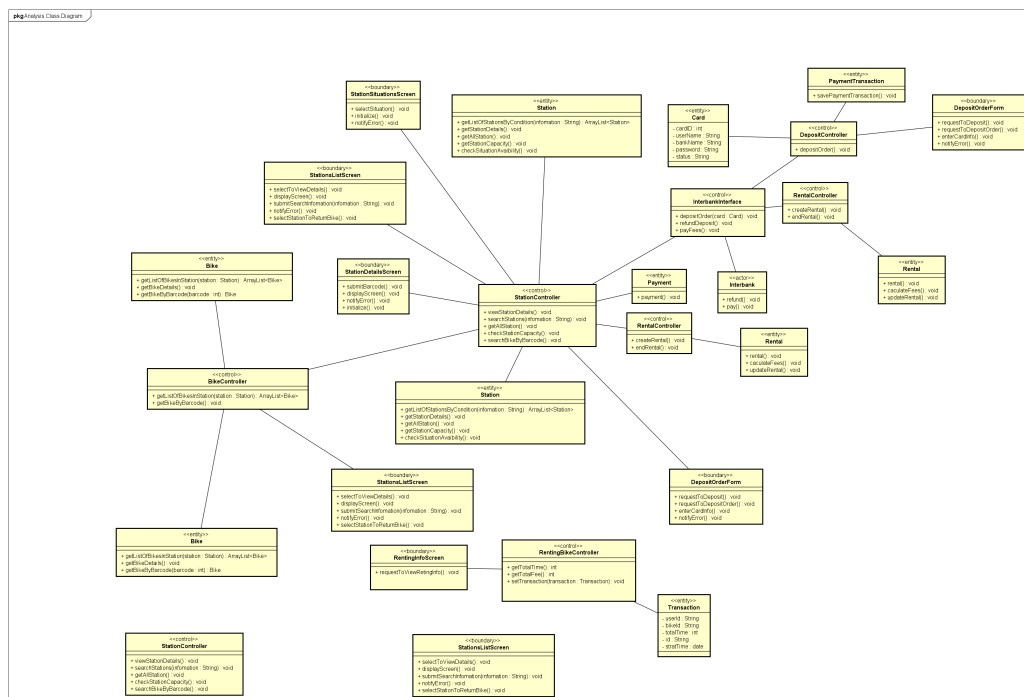 pkg Analysis Class Diagram
<<entity>>
PaymentTransaction
+ savePaymentTransaction() : void
<<boundary>>
StationSituationsScreen
+ selectSituation() : void
+ initialize() : void
+ notifyError() : void
<<entity>>
Station
+ getListOfStationsByCondition(infomation : String) : ArrayList<Station>
+ getStationDetails() : void
+ getAllStation() : void
+ getStationCapacity() : void
+ checkSituationAvaibility() : void
<<entity>>
Card
- cardID : int
- userName : String
- bankName : String
- password : String
- status : String
<<control>>
DepositController
+ depositOrder() : void
<<boundary>>
DepositOrderForm
+ requestToDeposit() : void
+ requestToDepositOrder() : void
+ enterCardInfo() : void
+ notifyError() : void
<<boundary>>
StationsListScreen
+ selectToViewDetails() : void
+ displayScreen() : void
+ submitSearchInfomation(infomation : String) : void
+ notifyError() : void
+ selectStationToReturnBike() : void
<<control>>
InterbankInterface
+ depositOrder(card : Card) : void
+ refundDeposit() : void
+ payFees() : void
<<control>>
RentalController
+ createRental() : void
+ endRental() : void
<<entity>>
Bike
+ getListOfBikesInStation(station : Station) : ArrayList<Bike>
+ getBikeDetails() : void
+ getBikeByBarcode(barcode : int) : Bike
<<boundary>>
StationDetailsScreen
+ submitBarcode() : void
+ displayScreen() : void
+ notifyError() : void
+ initialize() : void
<<entity>>
Rental
+ rental() : void
+ caculateFees() : void
+ updateRental() : void
<<entity>>
Payment
+ payment() : void
<<actor>>
Interbank
+ refund() : void
+ pay() : void
<<control>>
StationController
+ viewStationDetails() : void
+ searchStations(infomation : String) : void
+ getAllStation() : void
+ checkStationCapacity() : void
+ searchBikeByBarcode() : void
<<control>>
RentalController
+ createRental() : void
+ endRental() : void
<<entity>>
Rental
+ rental() : void
+ caculateFees() : void
+ updateRental() : void
<<control>>
BikeController
+ getListOfBikesInStation(station : Station) : ArrayList<Bike>
+ getBikeByBarcode() : void
<<entity>>
Station
+ getListOfStationsByCondition(infomation : String) : ArrayList<Station>
+ getStationDetails() : void
+ getAllStation() : void
+ getStationCapacity() : void
+ checkSituationAvaibility() : void
<<boundary>>
StationsListScreen
+ selectToViewDetails() : void
+ displayScreen() : void
+ submitSearchInfomation(infomation : String) : void
+ notifyError() : void
+ selectStationToReturnBike() : void
<<boundary>>
DepositOrderForm
+ requestToDeposit() : void
+ requestToDepositOrder() : void
+ enterCardInfo() : void
+ notifyError() : void
<<entity>>
Bike
+ getListOfBikesInStation(station : Station) : ArrayList<Bike>
+ getBikeDetails() : void
+ getBikeByBarcode(barcode : int) : Bike
<<boundary>>
RentingInfoScreen
+ requestToViewRetingInfo() : void
<<control>>
RentingBikeController
+ getTotalTime() : int
+ getTotalFee() : int
+ setTransaction(transaction : Transaction) : void
<<entity>>
Transaction
- userId : String
- bikeId : String
- totalTime : int
- id : String
- stratTime : date
<<control>>
StationController
+ viewStationDetails() : void
+ searchStations(infomation : String) : void
+ getAllStation() : void
+ checkStationCapacity() : void
+ searchBikeByBarcode() : void
<<boundary>>
StationsListScreen
+ selectToViewDetails() : void
+ displayScreen() : void
+ submitSearchInfomation(infomation : String) : void
+ notifyError() : void
+ selectStationToReturnBike() : void